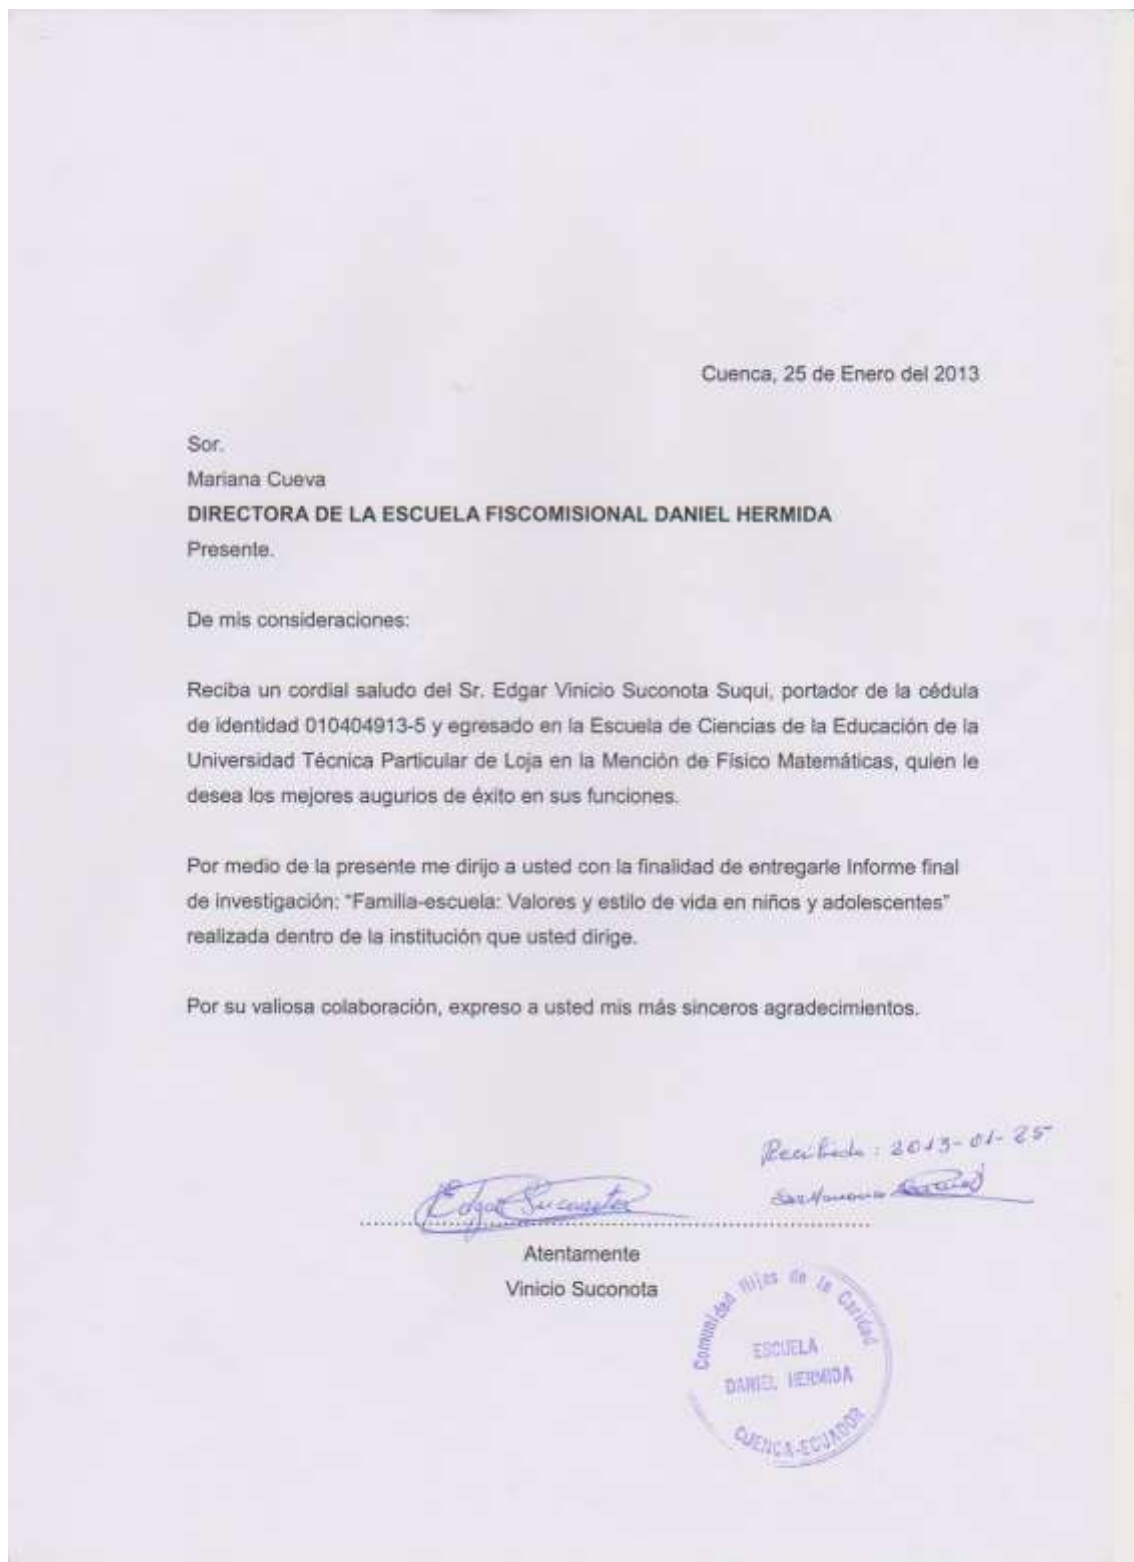 Cuenca, 25 de Enero del 2013
Sor.
Mariana Cueva
DIRECTORA DE LA ESCUELA FISCOMISIONAL DANIEL HERMIDA
Presente.
De mis consideraciones:
Reciba un cordial saludo del Sr. Edgar Vinicio Suconota Suqui, portador de la cédula
de identidad 010404913-5 y egresado en la Escuela de Ciencias de la Educación de la
Universidad Técnica Particular de Loja en la Mención de Físico Matemáticas, quien le
desea los mejores augurios de éxito en sus funciones.
Por medio de la presente me dirijo a usted con la finalidad de entregarle Informe final
de investigación: “Familia-escuela: Valores y estilo de vida en niños y adolescentes”
realizada dentro de la institución que usted dirige.
Por su valiosa colaboración, expreso a usted mis más sinceros agradecimientos.
Recibido : 2013-01-25
Edgar Suconota
Atentamente
Vinicio Suconota
Comunidad Hijas de la Caridad
ESCUELA
DANIEL HERMIDA
CUENCA-ECUADOR